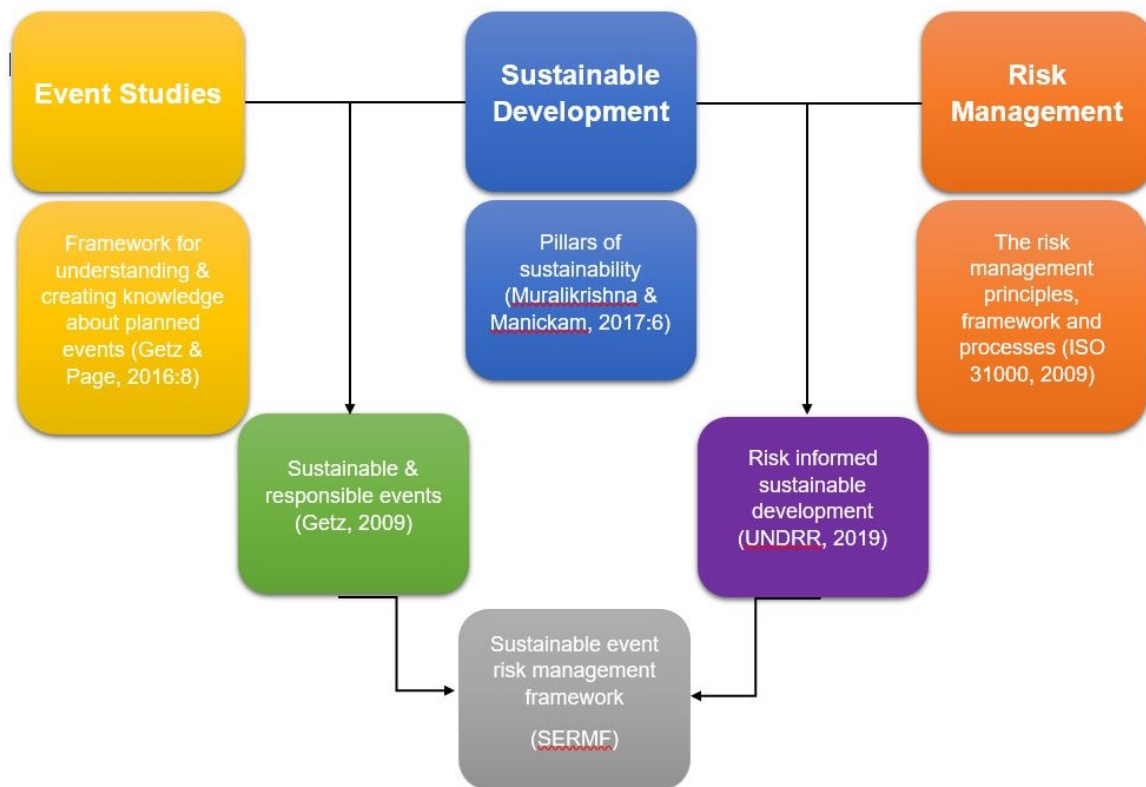 Event Studies
Sustainable
Development
Risk
Management
Framework for
understanding &
creating knowledge
about planned
events (Getz &
Page, 2016:8)
Pillars of
sustainability
(Muralikrishna &
Manickam, 2017:6)
The risk
management
principles,
framework and
processes (ISO
31000, 2009)
Sustainable &
responsible events
(Getz, 2009)
Risk informed
sustainable
development
(UNDRR, 2019)
Sustainable event
risk management
framework
(SERMF)